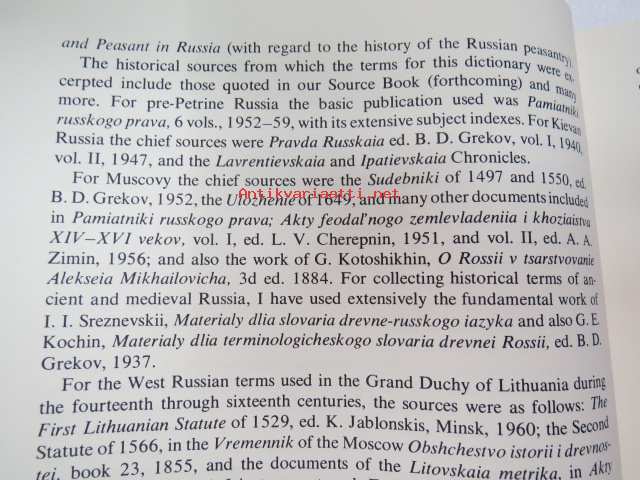 and Peasant in Russia (with regard to the history of the Russian peasantry).
The historical sources from which the terms for this dictionary were ex-
cerpted include those quoted in our Source Book (forthcoming) and many
more. For pre-Petrine Russia the basic publication used was Pamiatniki
russkogo prava, 6 vols., 1952–59, with its extensive subject indexes. For Kievan
Russia the chief sources were Pravda Russkaia ed. B. D. Grekov, vol. I, 1940,
vol. II, 1947, and the Lavrentievskaia and Ipatievskaia Chronicles.
For Muscovy the chief sources were the Sudebniki of 1497 and 1550, ed.
Antikvariaatti.net
B. D. Grekov, 1952, the Ulozhenie of 1649, and many other documents included
in Pamiatniki russkogo prava; Akty feodal'nogo zemlevladeniia i khoziaistva
XIV–XVI vekov, vol. I, ed. L. V. Cherepnin, 1951, and vol. II, ed. A. A.
Zimin, 1956; and also the work of G. Kotoshikhin, O Rossii v tsarstvovanie
Alekseia Mikhailovicha, 3d ed. 1884. For collecting historical terms of an-
cient and medieval Russia, I have used extensively the fundamental work of
I. I. Sreznevskii, Materialy dlia slovaria drevne-russkogo iazyka and also G. E.
Kochin, Materialy dlia terminologicheskogo slovaria drevnei Rossii, ed. B. D.
Grekov, 1937.
For the West Russian terms used in the Grand Duchy of Lithuania during
the fourteenth through sixteenth centuries, the sources were as follows: The
First Lithuanian Statute of 1529, ed. K. Jablonskis, Minsk, 1960; the Second
Statute of 1566, in the Vremennik of the Moscow Obshchestvo istorii i drevnos-
tei, book 23, 1855, and the documents of the Litovskaia metrika, in Akty